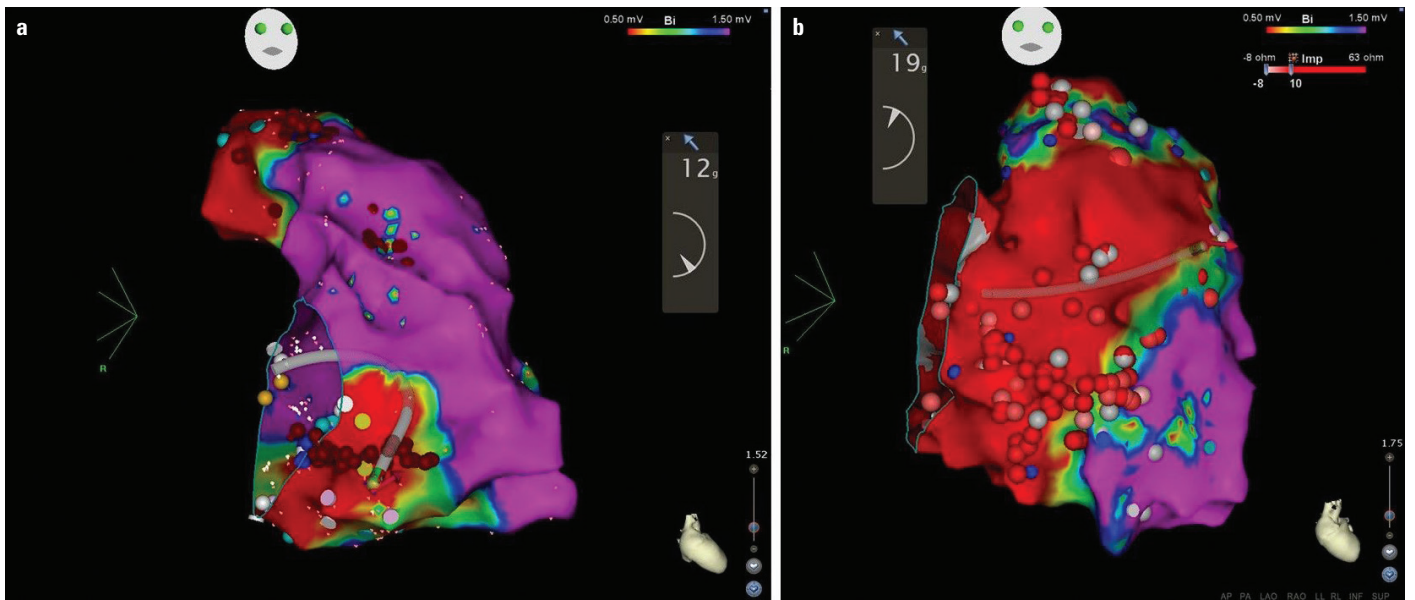 a
0.50 mV Bi 1.50 mV
12g
R
1.52
b
0.50 mV Bi 1.50 mV
-8 ohm Imp 63 ohm
-8 10
19g
R
1.75
AP PA LAO RAO LL RL INF SUP